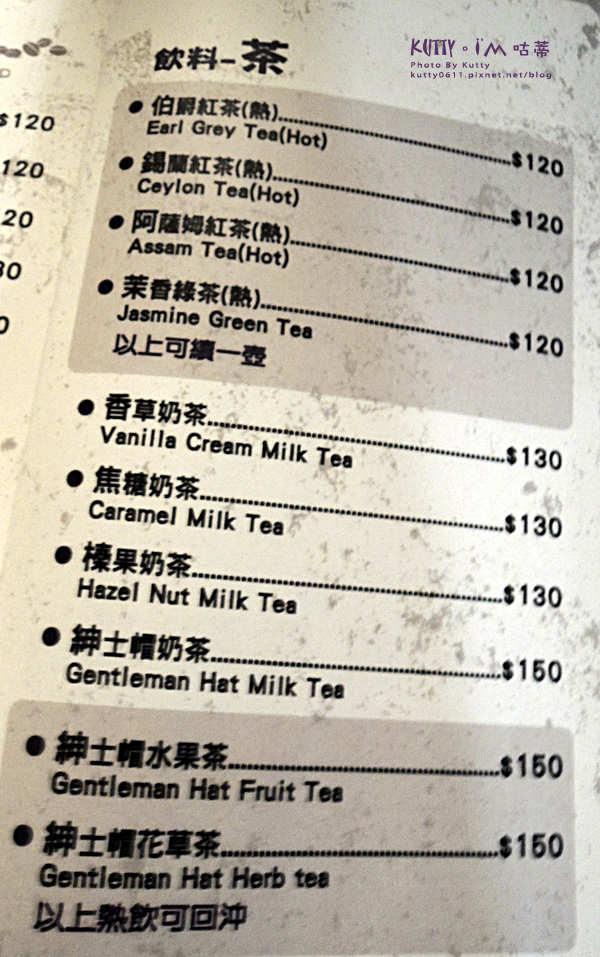 KUTTY。I'M 咕蒂
Photo By Kutty
kutty0611.pixnet.net/blog
飲料-茶
$120
伯爵紅茶(熱)........$120
Earl Grey Tea(Hot)
錫蘭紅茶(熱)........$120
Ceylon Tea(Hot)
阿薩姆紅茶(熱)........$120
Assam Tea(Hot)
茉香綠茶(熱)........$120
Jasmine Green Tea
以上可續一壺
香草奶茶........$130
Vanilla Cream Milk Tea
焦糖奶茶........$130
Caramel Milk Tea
榛果奶茶........$130
Hazel Nut Milk Tea
紳士帽奶茶........$150
Gentleman Hat Milk Tea
紳士帽水果茶........$150
Gentleman Hat Fruit Tea
紳士帽花草茶........$150
Gentleman Hat Herb tea
以上熱飲可回沖